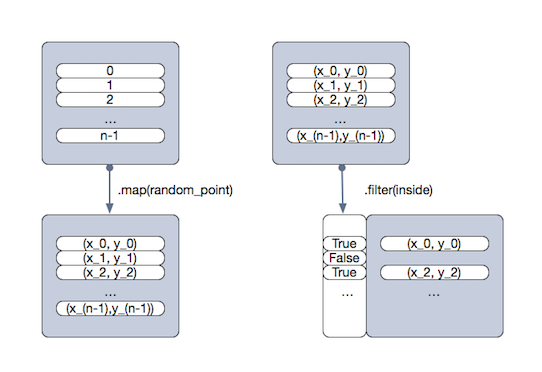 0
1
2
...
n-1
.map(random_point)
(x_0, y_0)
(x_1, y_1)
(x_2, y_2)
...
(x_(n-1),y_(n-1))
(x_0, y_0)
(x_1, y_1)
(x_2, y_2)
...
(x_(n-1),y_(n-1))
.filter(inside)
True (x_0, y_0)
False
True (x_2, y_2)
... ...